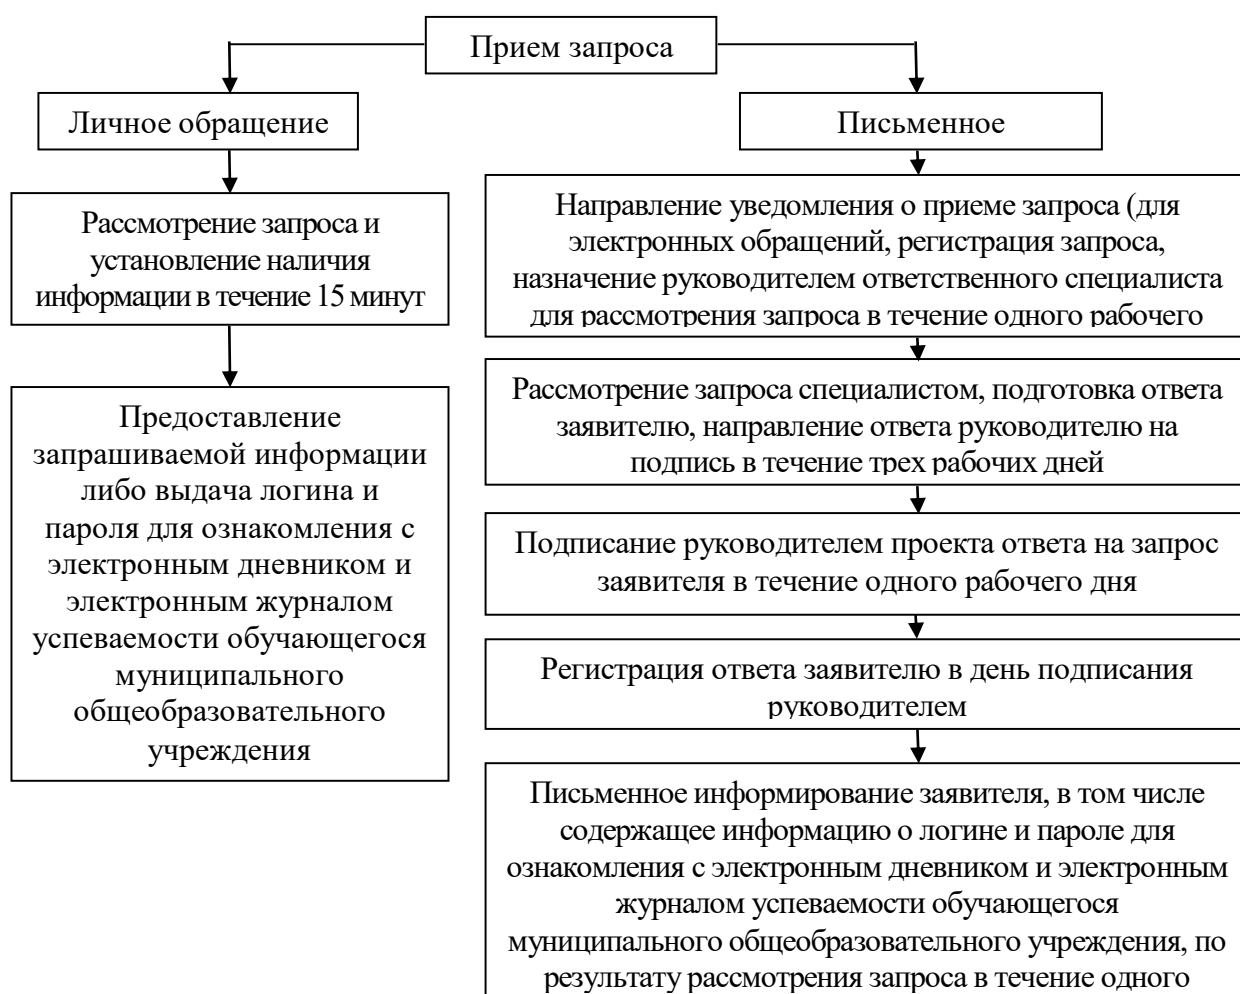 Прием запроса
Личное обращение
Рассмотрение запроса и
установление наличия
информации в течение 15 минут
Предоставление
запрашиваемой информации
либо выдача логина и
пароля для ознакомления с
электронным дневником и
электронным журналом
успеваемости обучающегося
муниципального
общеобразовательного
учреждения
Письменное
Направление уведомления о приеме запроса (для
электронных обращений, регистрация запроса,
назначение руководителем ответственного специалиста
для рассмотрения запроса в течение одного рабочего
Рассмотрение запроса специалистом, подготовка ответа
заявителю, направление ответа руководителю на
подпись в течение трех рабочих дней
Подписание руководителем проекта ответа на запрос
заявителя в течение одного рабочего дня
Регистрация ответа заявителю в день подписания
руководителем
Письменное информирование заявителя, в том числе
содержащее информацию о логине и пароле для
ознакомления с электронным дневником и электронным
журналом успеваемости обучающегося
муниципального общеобразовательного учреждения, по
результату рассмотрения запроса в течение одного